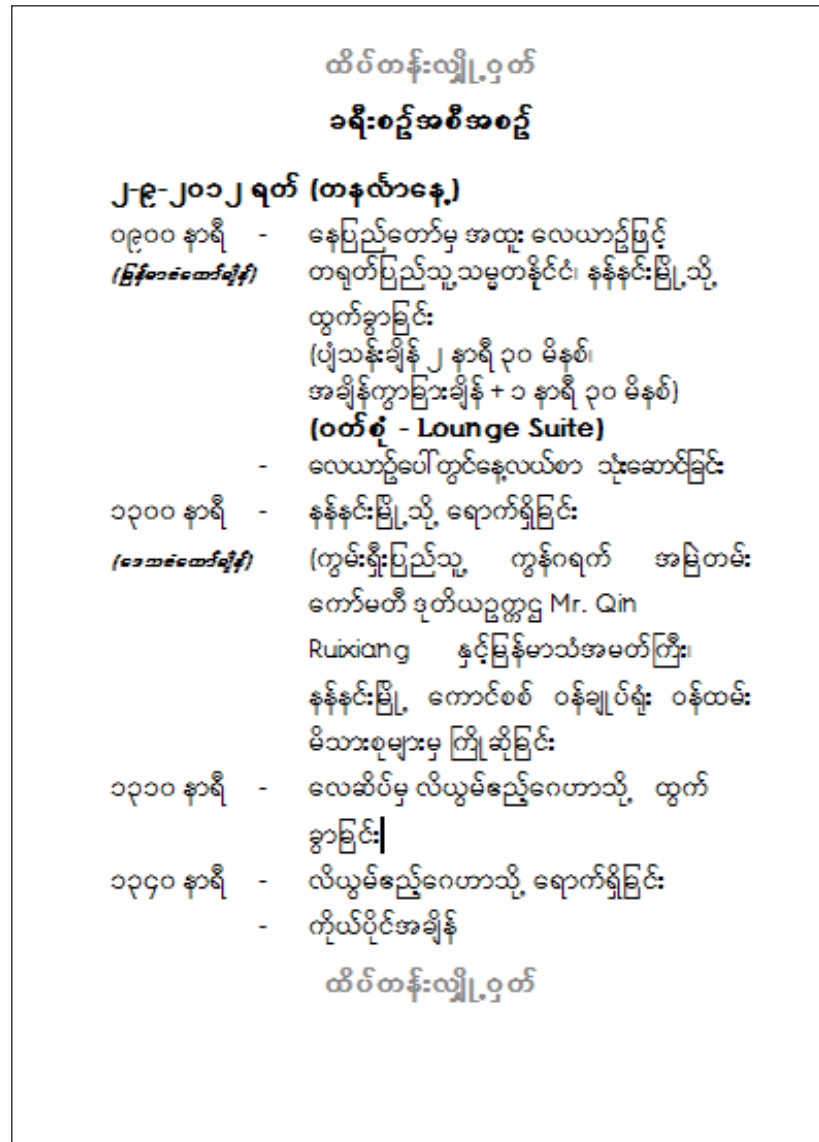 ထိပ်တန်းလျှို့ဝှတ်
ခရီးစဥ်အစီအစဥ်
၂-၉-၂၀၁၂ ရတ် (တနင်္လာနေ့)
၀၉၀၀ နာရီ - နေပြည်တော်မှ အထူး လေယာဥ်ဖြင့်
(မြန်မာစံတော်ချိန်) တရုတ်ပြည်သူ့သမ္မတနိုင်ငံ၊ နန်နင်းမြို့သို့
ထွက်ခွာခြင်း
(ပျံသန်းချိန် ၂ နာရီ ၃၀ မိနစ်၊
အချိန်ကွာခြားချိန် + ၁ နာရီ ၃၀ မိနစ်)
(ဝတ်စုံ - Lounge Suite)
- လေယာဥ်ပေါ်တွင်နေ့လယ်စာ သုံးဆောင်ခြင်း
၁၃၀၀ နာရီ - နန်နင်းမြို့သို့ ရောက်ရှိခြင်း
(ဒေသစံတော်ချိန်) (ကွမ်းရှီးပြည်သူ့ ကွန်ဂရက် အမြဲတမ်း
ကော်မတီ ဒုတိယဥက္ကဌ Mr. Qin
Ruixiang နှင့်မြန်မာသံအမတ်ကြီး၊
နန်နင်းမြို့ ကောင်စစ် ဝန်ချုပ်ရုံး ဝန်ထမ်း
မိသားစုများမှ ကြိုဆိုခြင်း
၁၃၁၀ နာရီ - လေဆိပ်မှ လိယွမ်ဧည့်ဂေဟာသို့ ထွက်
ခွာခြင်း
၁၃၄၀ နာရီ - လိယွမ်ဧည့်ဂေဟာသို့ ရောက်ရှိခြင်း
- ကိုယ်ပိုင်အချိန်
ထိပ်တန်းလျှို့ဝှတ်